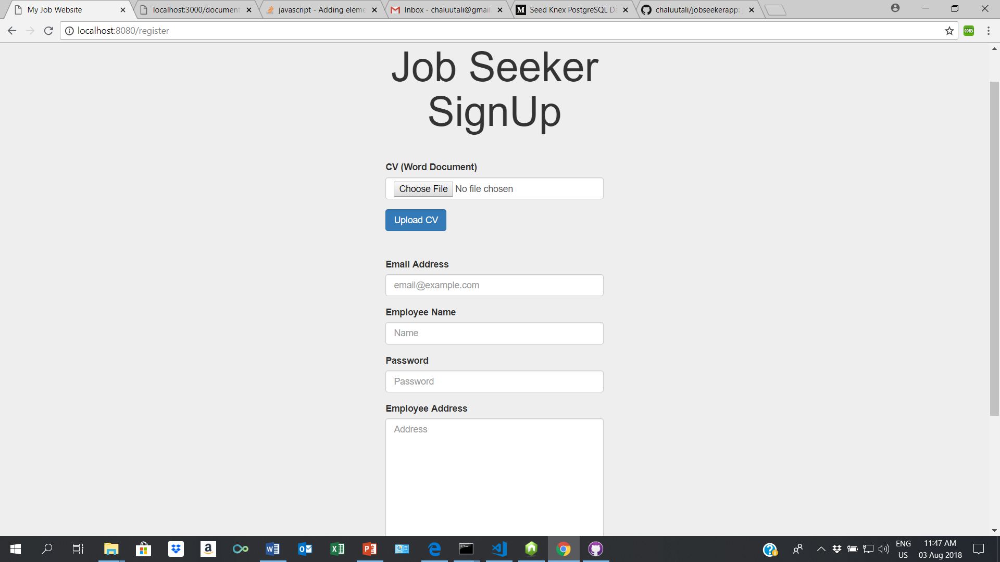 My Job Website
localhost:3000/document
javascript - Adding eleme
Inbox - chaluutali@gmail
Seed Knex PostgreSQL Da
chaluutali/jobseekerapp:
localhost:8080/register
CORS
Job Seeker
SignUp
CV (Word Document)
Choose File No file chosen
Upload CV
Email Address
email@example.com
Employee Name
Name
Password
Password
Employee Address
Address
ENG
US
11:47 AM
03 Aug 2018